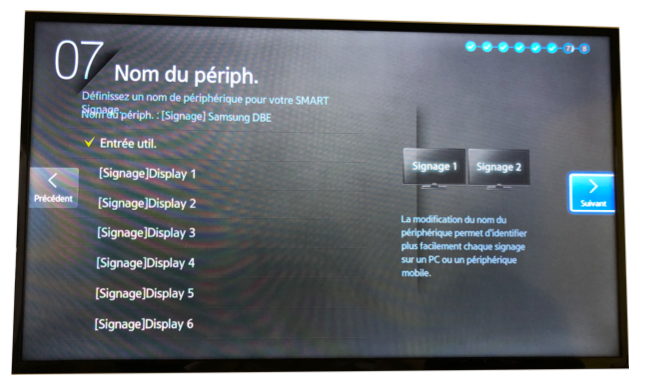 07 Nom du périph.
7 8
Définissez un nom de périphérique pour votre SMART
Signage.
Nom du périph. : [Signage] Samsung DBE
Entrée util.
[Signage]Display 1
[Signage]Display 2
[Signage]Display 3
[Signage]Display 4
[Signage]Display 5
[Signage]Display 6
Précédent
Signage 1 Signage 2
La modification du nom du
périphérique permet d'identifier
plus facilement chaque signage
sur un PC ou un périphérique
mobile.
Suivant